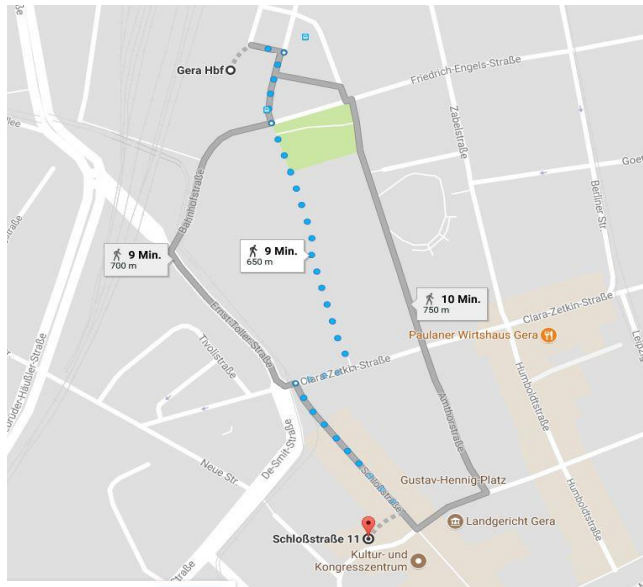 Gera Hbf
Friedrich-Engels-Straße
Zabelstraße
Berliner Str.
Bahnhofstraße
9 Min.
700 m
9 Min.
650 m
10 Min.
750 m
Ernst-Toller-Straße
Tivolistraße
Clara-Zetkin-Straße
Paulaner Wirtshaus Gera
Clara-Zetkin-Straße
Humboldtstraße
Amthorstraße
De-Smit-Straße
Neue Str.
Schloßstraße
Gustav-Hennig-Platz
Humboldtstraße
Schloßstraße 11
Landgericht Gera
Kultur- und
Kongresszentrum